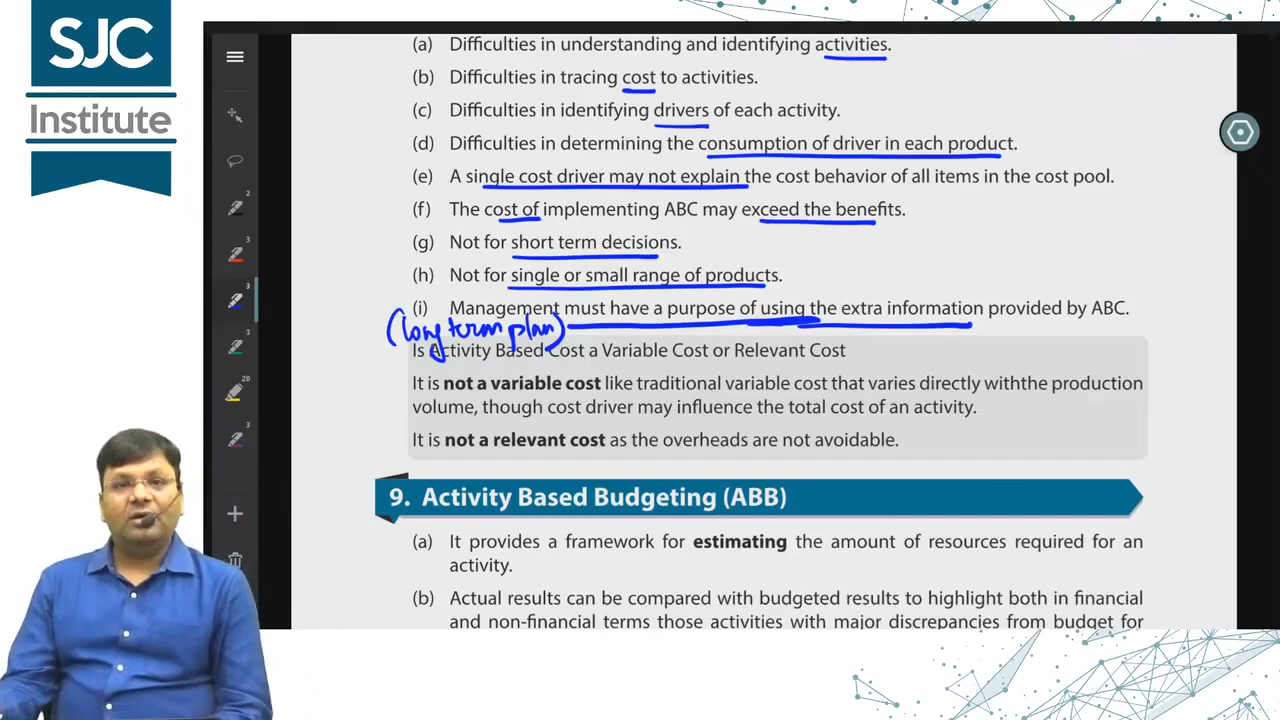 SJC
Institute
(a) Difficulties in understanding and identifying activities.
(b) Difficulties in tracing cost to activities.
(c) Difficulties in identifying drivers of each activity.
(d) Difficulties in determining the consumption of driver in each product.
(e) A single cost driver may not explain the cost behavior of all items in the cost pool.
(f) The cost of implementing ABC may exceed the benefits.
(g) Not for short term decisions.
(h) Not for single or small range of products.
(i) Management must have a purpose of using the extra information provided by ABC.
(long term plan)
Is Activity Based Cost a Variable Cost or Relevant Cost
It is not a variable cost like traditional variable cost that varies directly withthe production
volume, though cost driver may influence the total cost of an activity.
It is not a relevant cost as the overheads are not avoidable.
9. Activity Based Budgeting (ABB)
(a) It provides a framework for estimating the amount of resources required for an
activity.
(b) Actual results can be compared with budgeted results to highlight both in financial
and non-financial terms those activities with major discrepancies from budget for
2
3
3
3
20
3